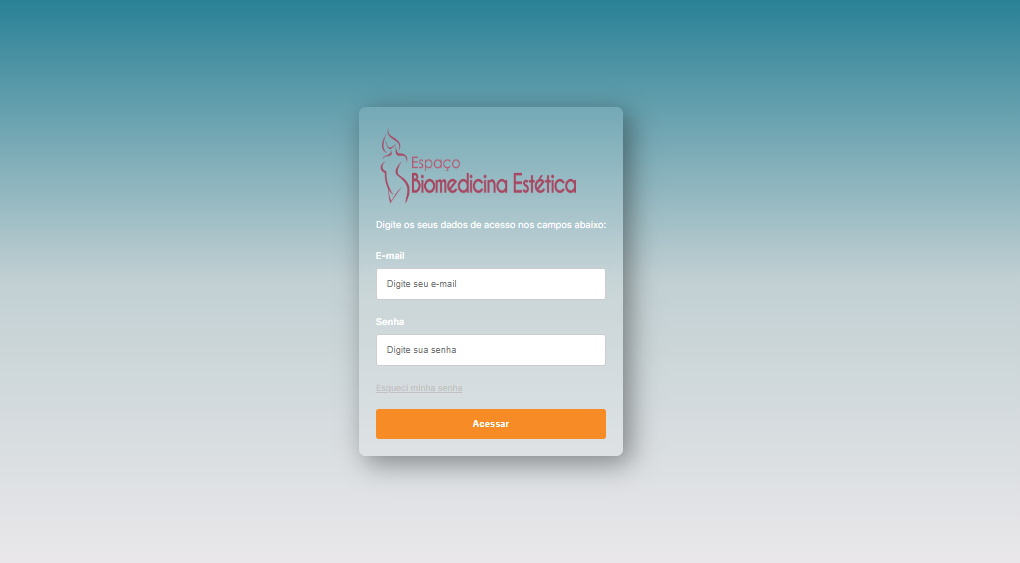 Espaço
Biomedicina Estética
Digite os seus dados de acesso nos campos abaixo:
E-mail
Digite seu e-mail
Senha
Digite sua senha
Esqueci minha senha
Acessar